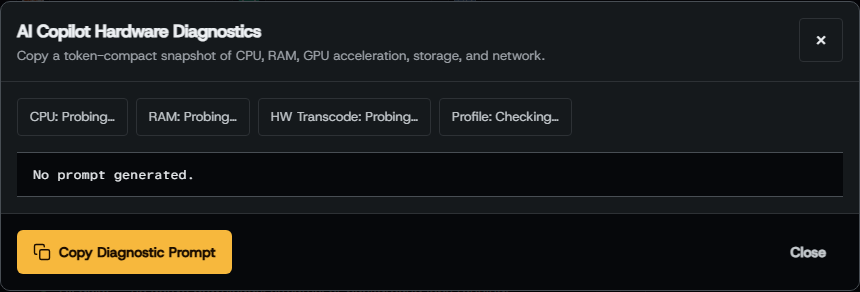 AI Copilot Hardware Diagnostics
Copy a token-compact snapshot of CPU, RAM, GPU acceleration, storage, and network.
CPU: Probing…
RAM: Probing…
HW Transcode: Probing…
Profile: Checking…
No prompt generated.
Copy Diagnostic Prompt
Close